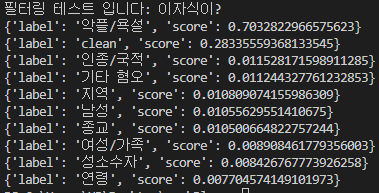 필터링 테스트 입니다: 이자식이?
{'label': '악플/욕설', 'score': 0.7032822966575623}
{'label': 'clean', 'score': 0.28335559368133545}
{'label': '인종/국적', 'score': 0.011528171598911285}
{'label': '기타 혐오', 'score': 0.011244327761232853}
{'label': '지역', 'score': 0.010809074155986309}
{'label': '남성', 'score': 0.01055629551410675}
{'label': '종교', 'score': 0.010500664822757244}
{'label': '여성/가족', 'score': 0.008908461779356003}
{'label': '성소수자', 'score': 0.008426767773926258}
{'label': '연령', 'score': 0.007704574149101973}